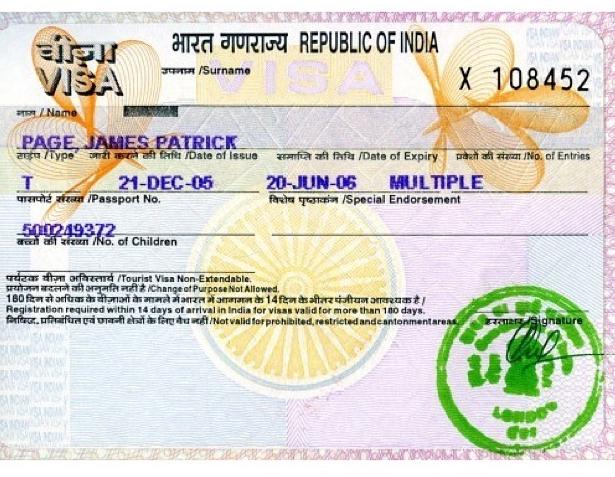 वीज़ा
VISA
भारत गणराज्य REPUBLIC OF INDIA
उपनाम /Surname
X 108452
नाम / Name
PAGE, JAMES PATRICK
टाइप /Type जारी करने की तिथि /Date of Issue समाप्ति की तिथि /Date of Expiry प्रवेशों की संख्या /No. of Entries
T 21-DEC-05 20-JUN-06 MULTIPLE
पासपोर्ट संख्या /Passport No. विशेष पृष्ठांकन /Special Endorsement
500249372
बच्चों की संख्या /No. of Children
पर्यटक वीज़ा अविस्तार्य /Tourist Visa Non-Extendable.
प्रयोजन बदलने की अनुमति नहीं है /Change of Purpose Not Allowed.
180 दिन से अधिक के वीज़ाओं के मामले में भारत में आगमन के 14 दिन के भीतर पंजीयन आवश्यक है /
Registration required within 14 days of arrival in India for visas valid for more than 180 days.
निषिद्ध, प्रतिबंधित एवं छावनी क्षेत्रों के लिए वैध नहीं /Not valid for prohibited, restricted and cantonment areas.
हस्ताक्षर /Signature
LONDON